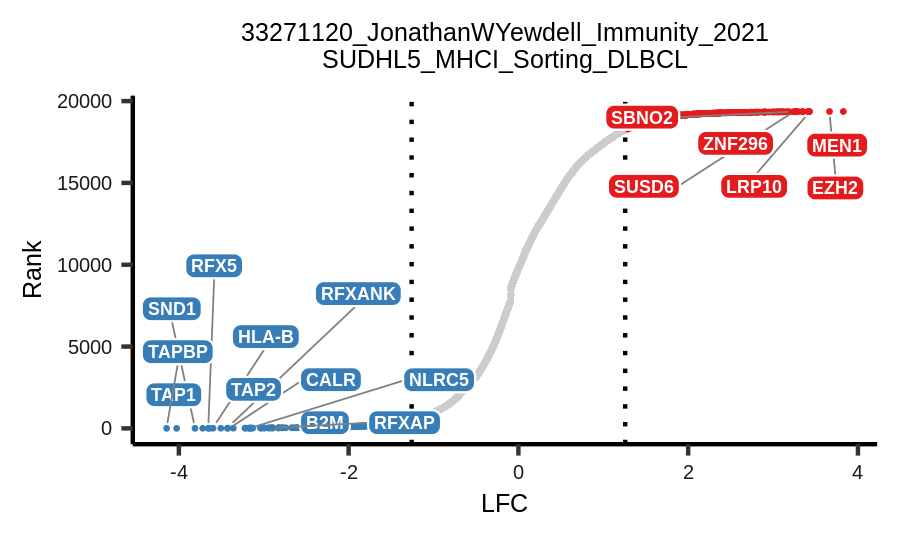 33271120_JonathanWYewdell_Immunity_2021
SUDHL5_MHCI_Sorting_DLBCL
Rank
20000
15000
10000
5000
0
SBNO2
ZNF296
MEN1
SUSD6
LRP10
EZH2
RFX5
RFXANK
SND1
HLA-B
TAPBP
TAP1
TAP2
CALR
NLRC5
B2M
RFXAP
-4
-2
0
2
4
LFC